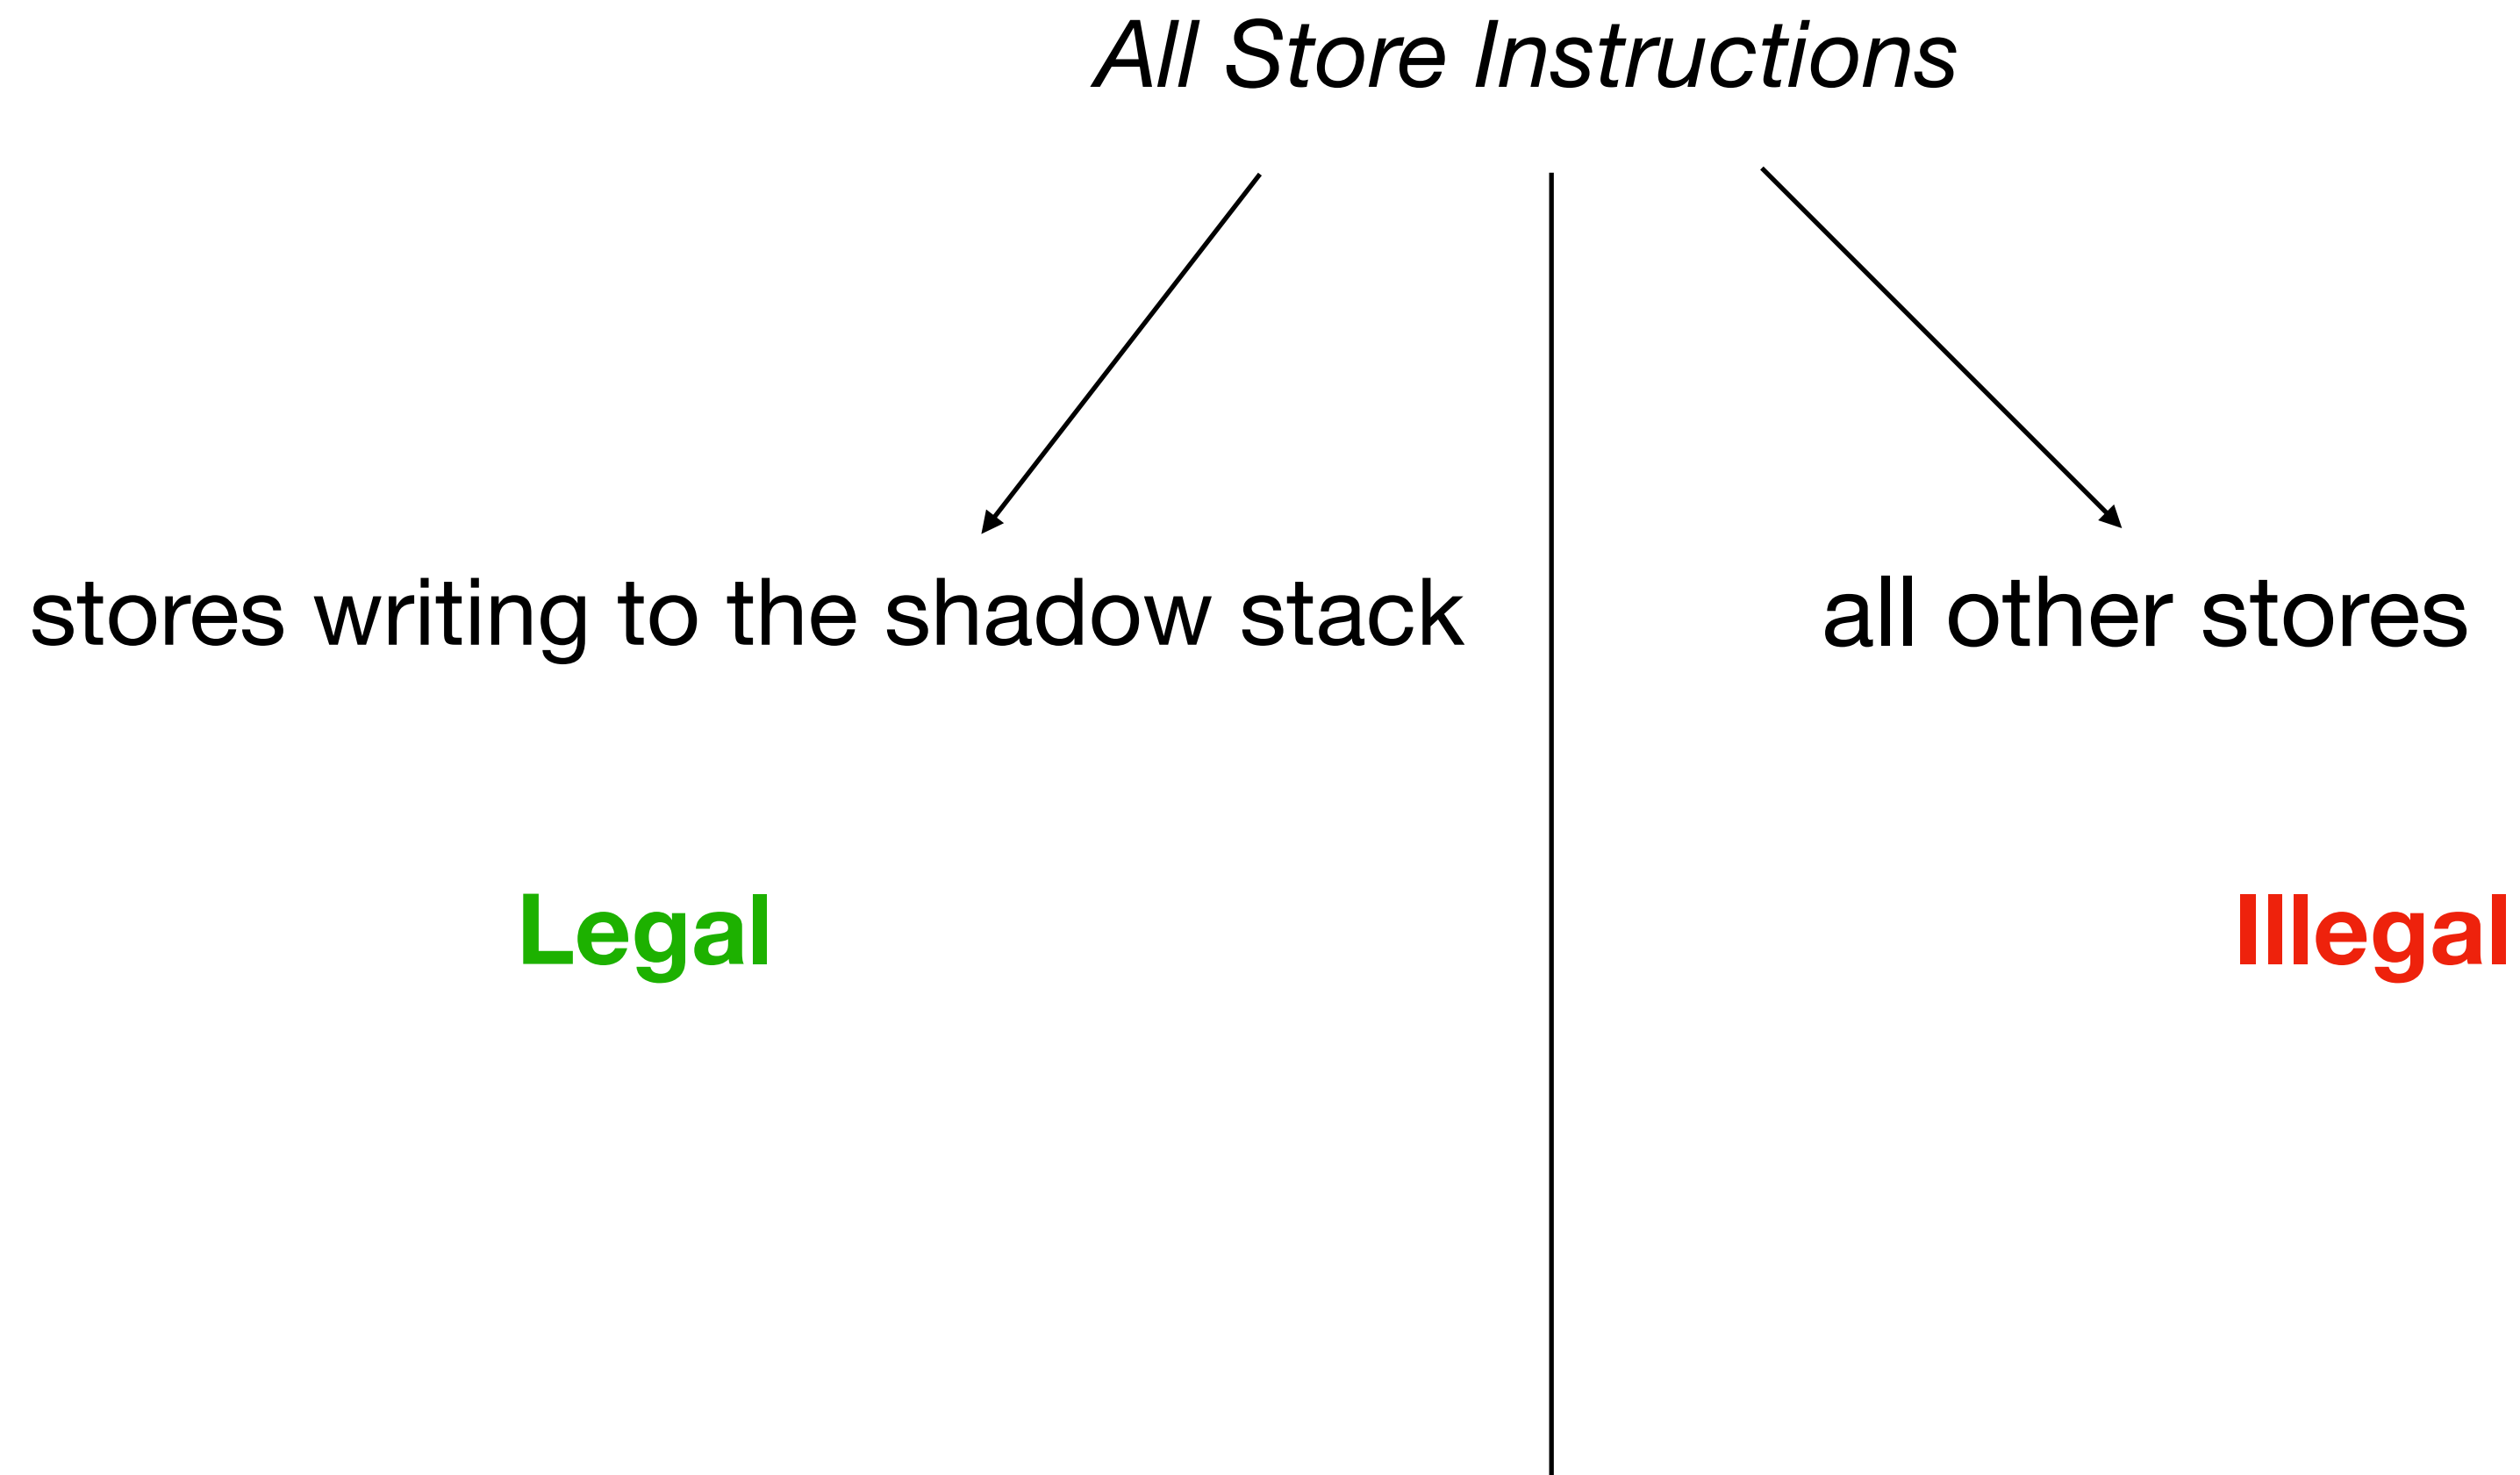 All Store Instructions
stores writing to the shadow stack
all other stores
Legal
Illegal